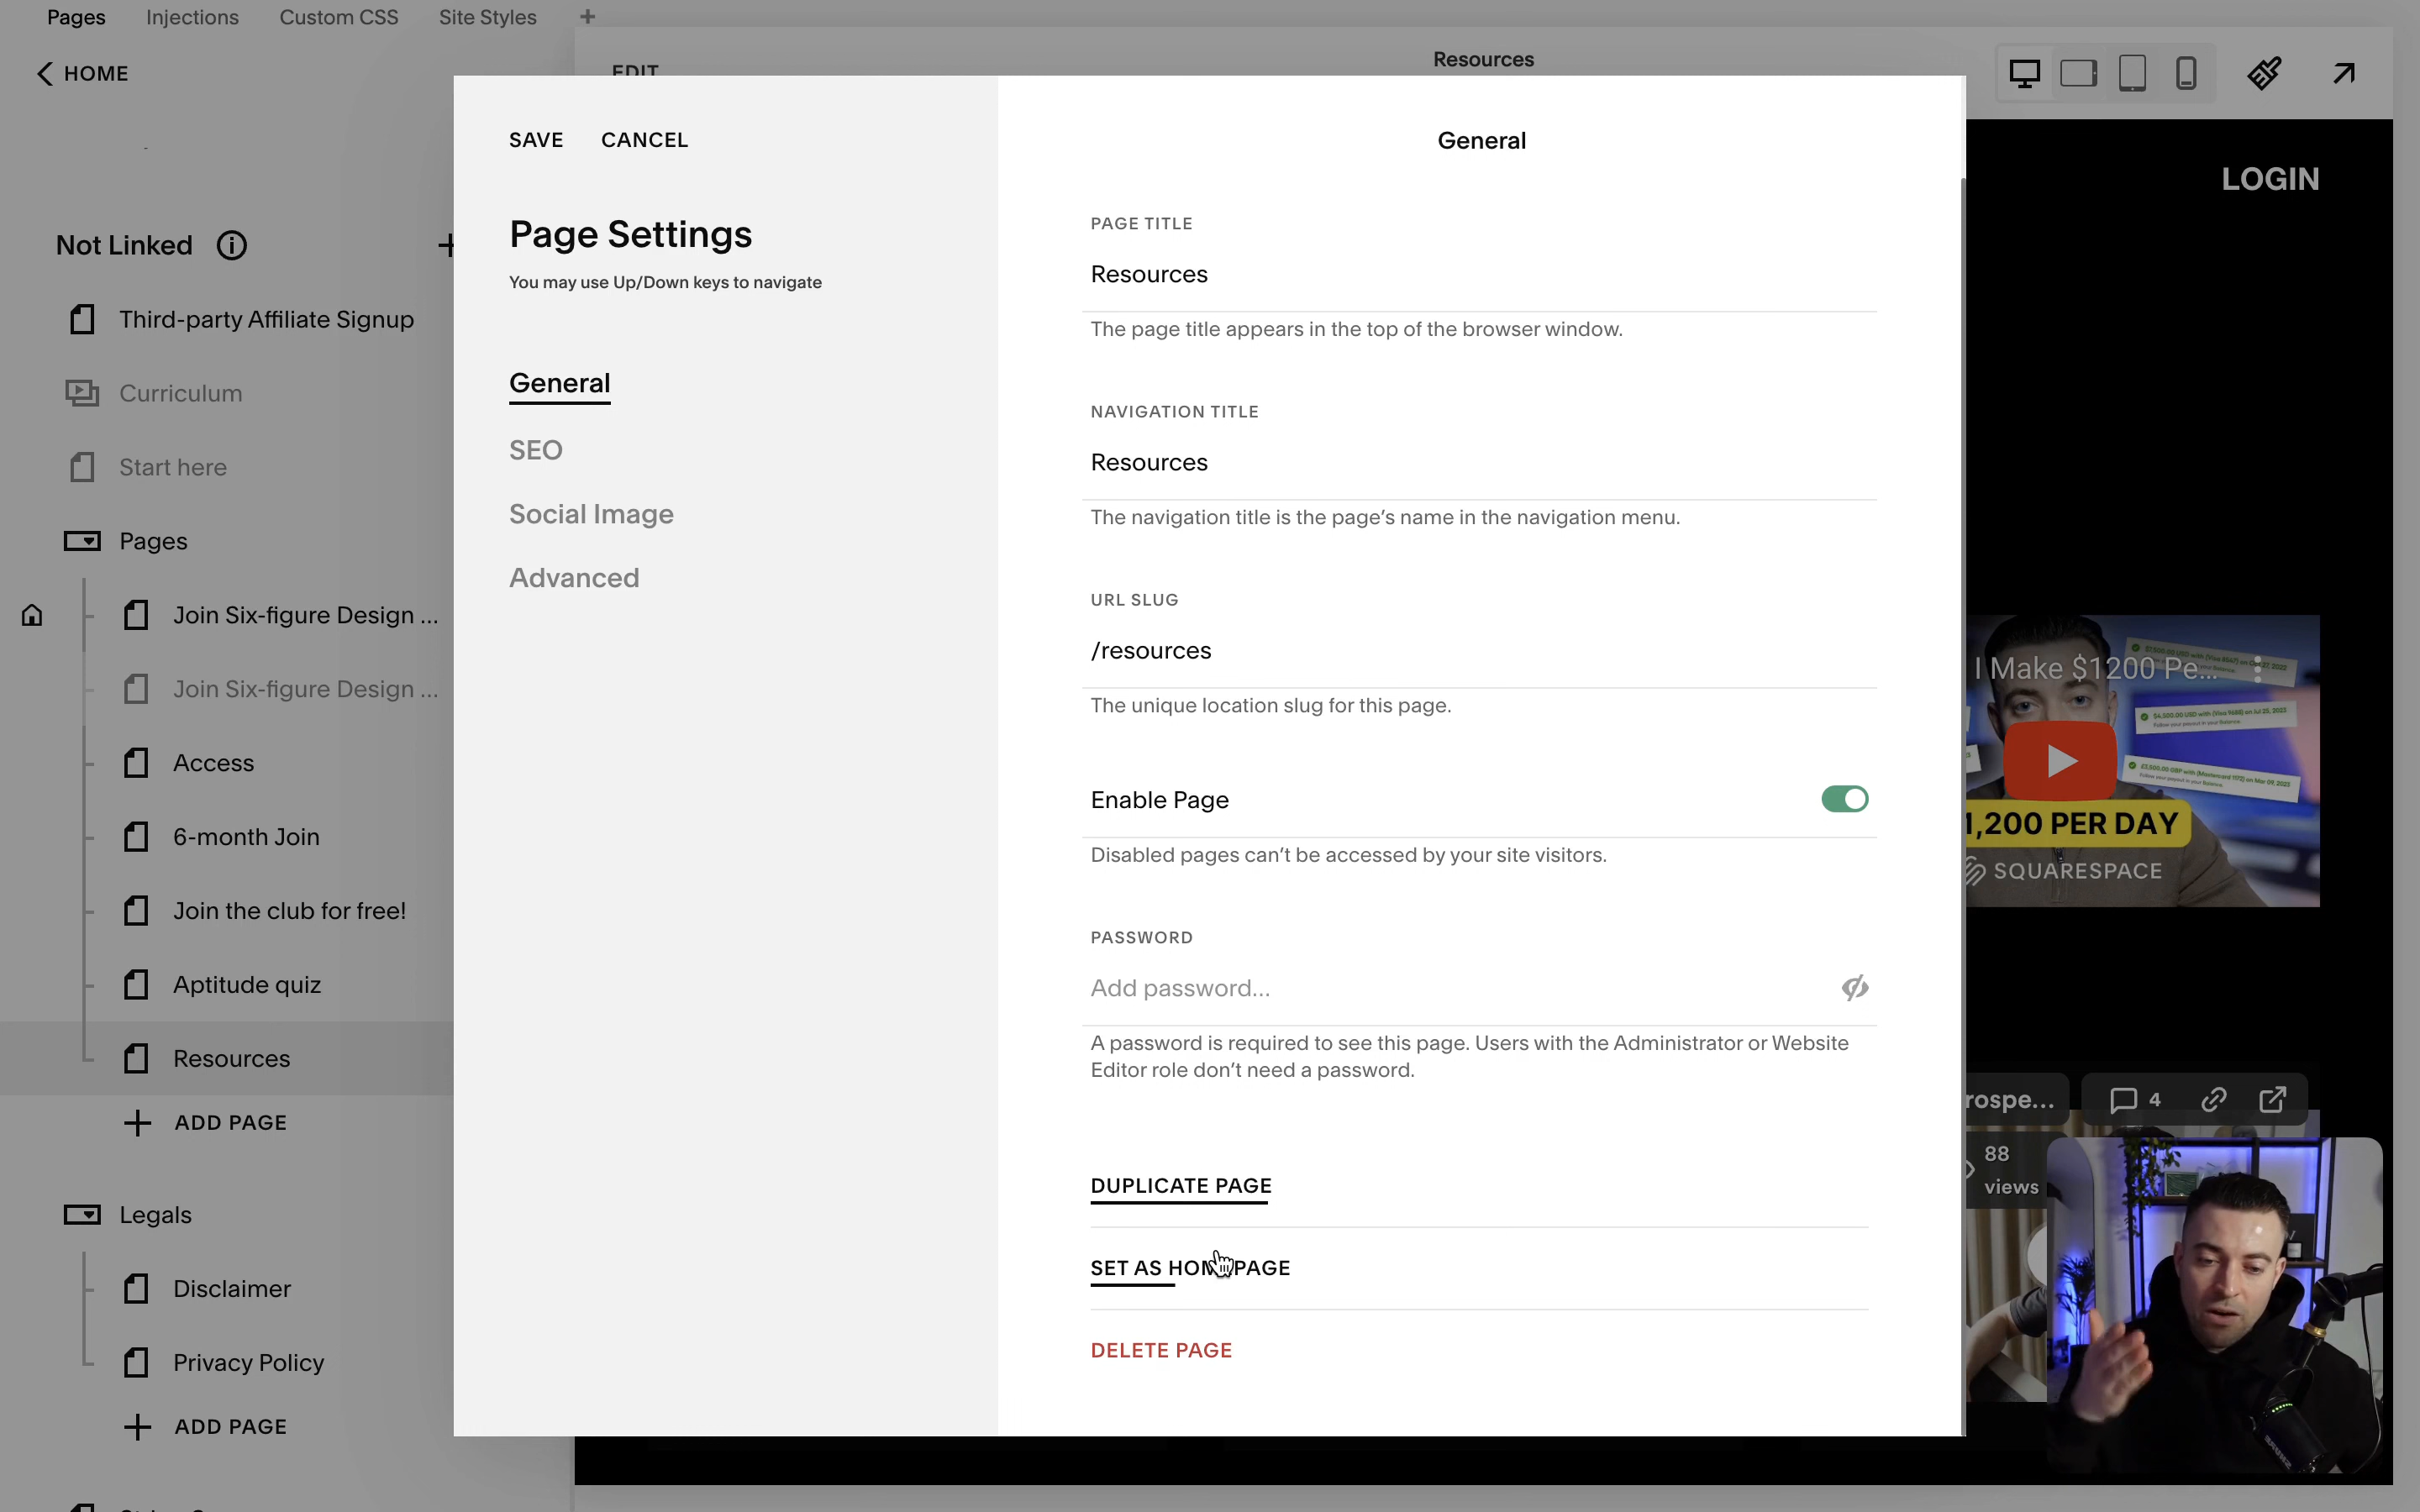 Pages Injections Custom CSS Site Styles
HOME
EDIT
Resources
LOGIN
Not Linked
Third-party Affiliate Signup
Curriculum
Start here
Pages
Join Six-figure Design ...
Join Six-figure Design ...
Access
6-month Join
Join the club for free!
Aptitude quiz
Resources
ADD PAGE
Legals
Disclaimer
Privacy Policy
ADD PAGE
SAVE CANCEL
Page Settings
You may use Up/Down keys to navigate
General
SEO
Social Image
Advanced
General
PAGE TITLE
Resources
The page title appears in the top of the browser window.
NAVIGATION TITLE
Resources
The navigation title is the page’s name in the navigation menu.
URL SLUG
/resources
The unique location slug for this page.
Enable Page
Disabled pages can’t be accessed by your site visitors.
PASSWORD
Add password...
A password is required to see this page. Users with the Administrator or Website
Editor role don’t need a password.
DUPLICATE PAGE
SET AS HOMEPAGE
DELETE PAGE
I Make $1200 Pe...
1,200 PER DAY
SQUARESPACE
rospe...
4
88
views